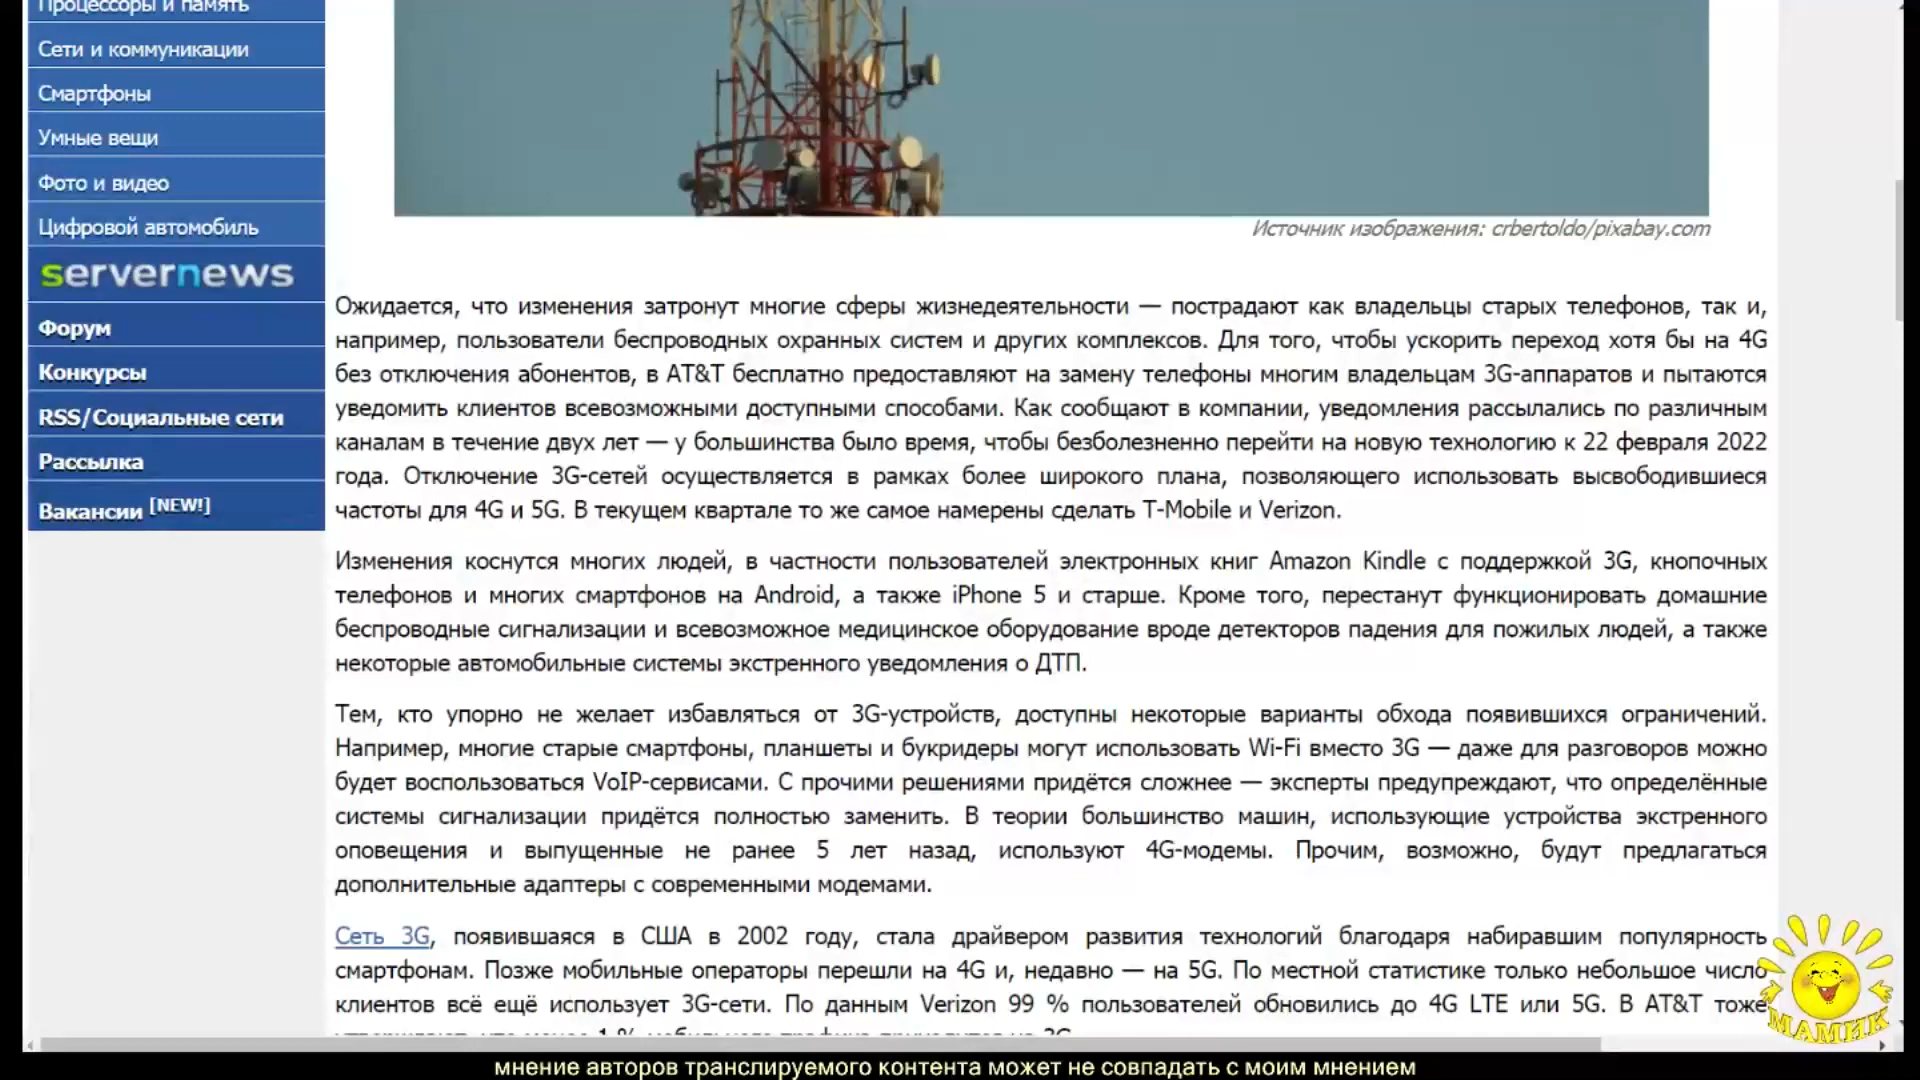 Процессоры и память
Сети и коммуникации
Смартфоны
Умные вещи
Фото и видео
Цифровой автомобиль
servernews
Форум
Конкурсы
RSS/Социальные сети
Рассылка
Вакансии [NEW!]
Источник изображения: crbertoldo/pixabay.com
Ожидается, что изменения затронут многие сферы жизнедеятельности — пострадают как владельцы старых телефонов, так и,
например, пользователи беспроводных охранных систем и других комплексов. Для того, чтобы ускорить переход хотя бы на 4G
без отключения абонентов, в AT&T бесплатно предоставляют на замену телефоны многим владельцам 3G-аппаратов и пытаются
уведомить клиентов всевозможными доступными способами. Как сообщают в компании, уведомления рассылались по различным
каналам в течение двух лет — у большинства было время, чтобы безболезненно перейти на новую технологию к 22 февраля 2022
года. Отключение 3G-сетей осуществляется в рамках более широкого плана, позволяющего использовать высвободившиеся
частоты для 4G и 5G. В текущем квартале то же самое намерены сделать T-Mobile и Verizon.
Изменения коснутся многих людей, в частности пользователей электронных книг Amazon Kindle с поддержкой 3G, кнопочных
телефонов и многих смартфонов на Android, а также iPhone 5 и старше. Кроме того, перестанут функционировать домашние
беспроводные сигнализации и всевозможное медицинское оборудование вроде детекторов падения для пожилых людей, а также
некоторые автомобильные системы экстренного уведомления о ДТП.
Тем, кто упорно не желает избавляться от 3G-устройств, доступны некоторые варианты обхода появившихся ограничений.
Например, многие старые смартфоны, планшеты и букридеры могут использовать Wi-Fi вместо 3G — даже для разговоров можно
будет воспользоваться VoIP-сервисами. С прочими решениями придётся сложнее — эксперты предупреждают, что определённые
системы сигнализации придётся полностью заменить. В теории большинство машин, использующие устройства экстренного
оповещения и выпущенные не ранее 5 лет назад, используют 4G-модемы. Прочим, возможно, будут предлагаться
дополнительные адаптеры с современными модемами.
Сеть 3G, появившаяся в США в 2002 году, стала драйвером развития технологий благодаря набиравшим популярность
смартфонам. Позже мобильные операторы перешли на 4G и, недавно — на 5G. По местной статистике только небольшое число
клиентов всё ещё использует 3G-сети. По данным Verizon 99 % пользователей обновились до 4G LTE или 5G. В AT&T тоже
МАМИК
мнение авторов транслируемого контента может не совпадать с моим мнением